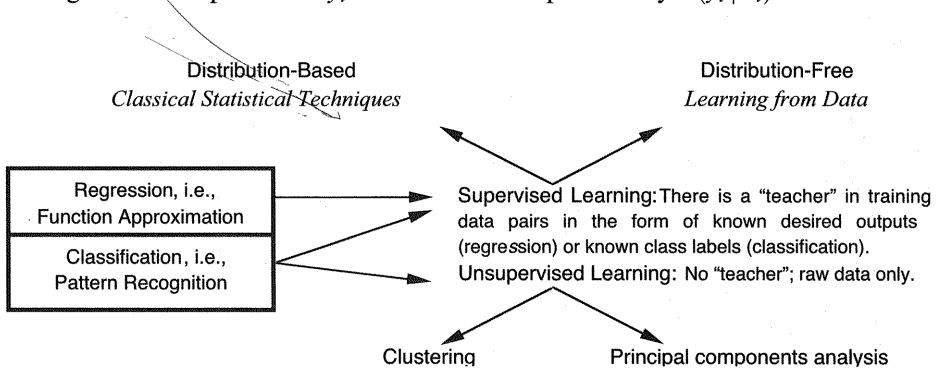 Distribution-Based
Classical Statistical Techniques
Distribution-Free
Learning from Data
Regression, i.e.,
Function Approximation
Classification, i.e.,
Pattern Recognition
Supervised Learning: There is a “teacher” in training
data pairs in the form of known desired outputs
(regression) or known class labels (classification).
Unsupervised Learning: No “teacher”; raw data only.
Clustering
Principal components analysis